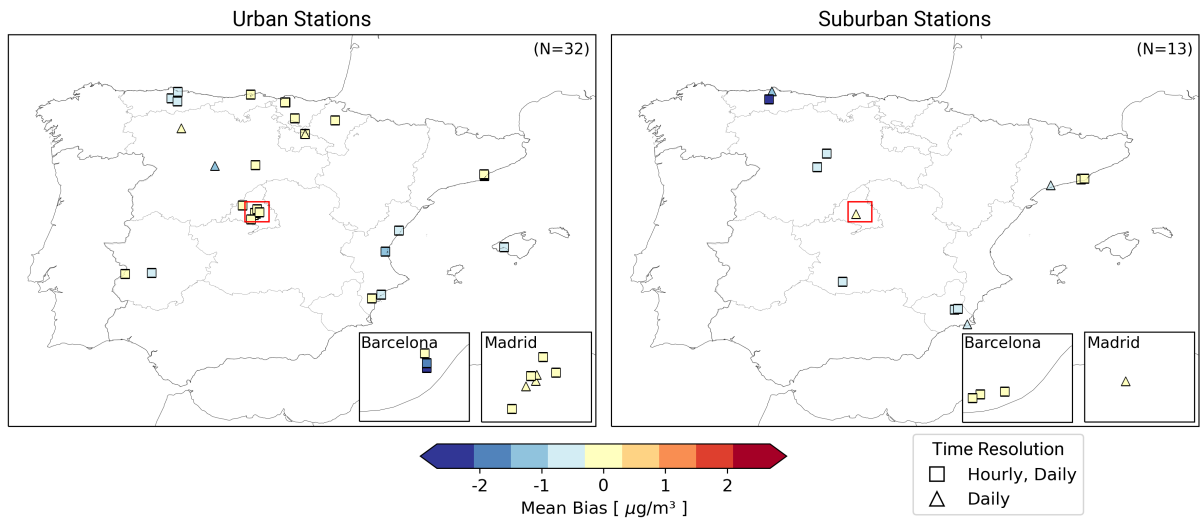 Urban Stations
Suburban Stations
(N=32)
(N=13)
Barcelona
Madrid
Barcelona
Madrid
-2 -1 0 1 2
Mean Bias [ µg/m³ ]
Time Resolution
Hourly, Daily
Daily